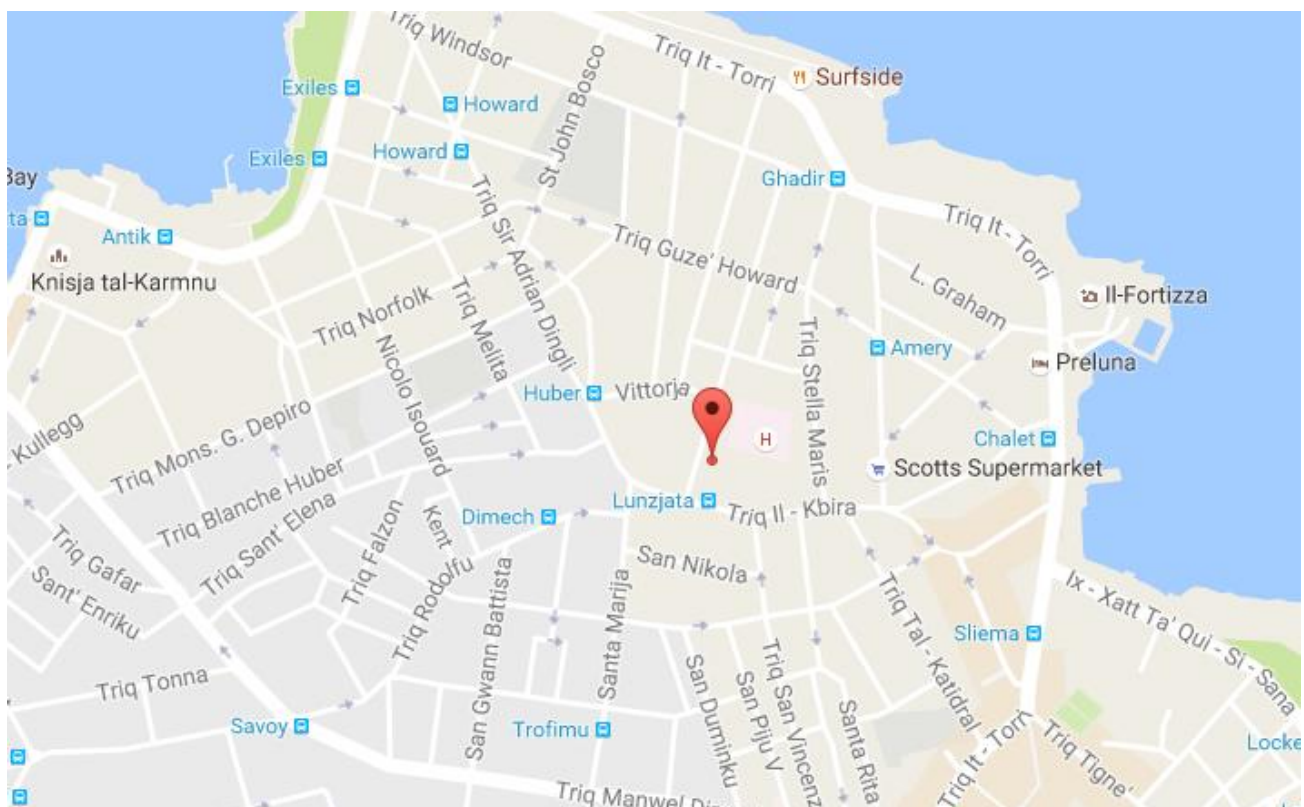 Triq Windsor
Triq It - Torri
Surfside
Exiles
Howard
St John Bosco
Howard
Exiles
Ghadir
Bay
ta
Antik
Triq Sir Adrian Dingli
Triq It - Torri
Knisja tal-Karmnu
Triq Guze' Howard
L. Graham
Il-Fortizza
Triq Norfolk
Triq Melita
Triq Stella Maris
Amery
Preluna
Nicolo Isouard
Huber
Vittorja
- Kullegg
Triq Mons. G. Depiro
H
Chalet
Scotts Supermarket
Triq Blanche Huber
Lunzjata
Triq Il - Kbira
Dimech
Triq Sant' Elena
Kent
Triq Falzon
Triq Gafar
Sant' Enriku
San Nikola
Triq Rodolfu
San Gwann Battista
Santa Marija
Triq Tal - Katidral
Ix - Xatt Ta' Qui - Si - Sana
Sliema
Triq Tonna
San Duminku
San Piju V
Triq San Vincenz
Santa Rita
Savoy
Trofimu
Triq It - Torri
Triq Tigne'
Locke
Triq Manwel Di